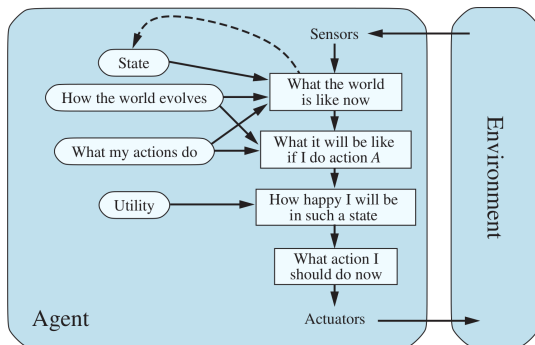 Sensors
State
What the world
is like now
How the world evolves
What it will be like
if I do action A
What my actions do
How happy I will be
in such a state
Utility
What action I
should do now
Actuators
Agent
Environment